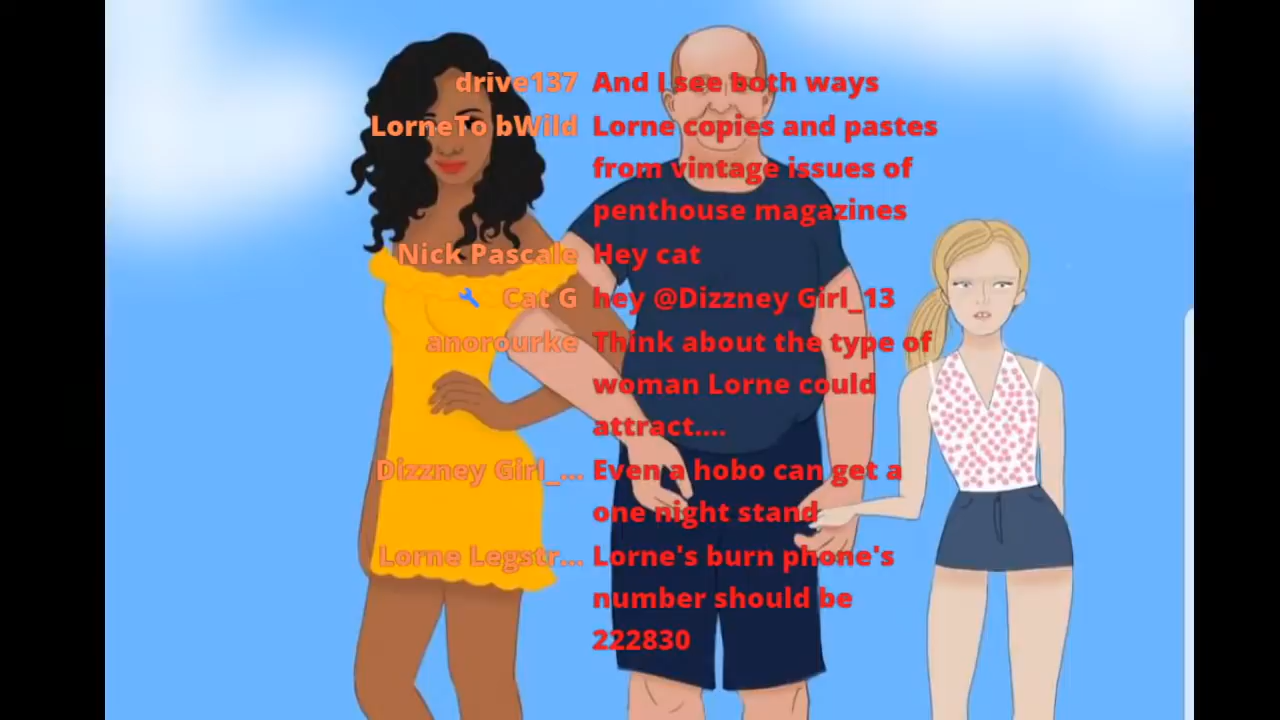 drive137 And I see both ways
LorneTo bWild Lorne copies and pastes
from vintage issues of
penthouse magazines
Nick Pascale Hey cat
Cat G hey @Dizzney Girl_13
anorourke Think about the type of
woman Lorne could
attract....
Dizzney Girl_... Even a hobo can get a
one night stand
Lorne Legstr... Lorne's burn phone's
number should be
222830